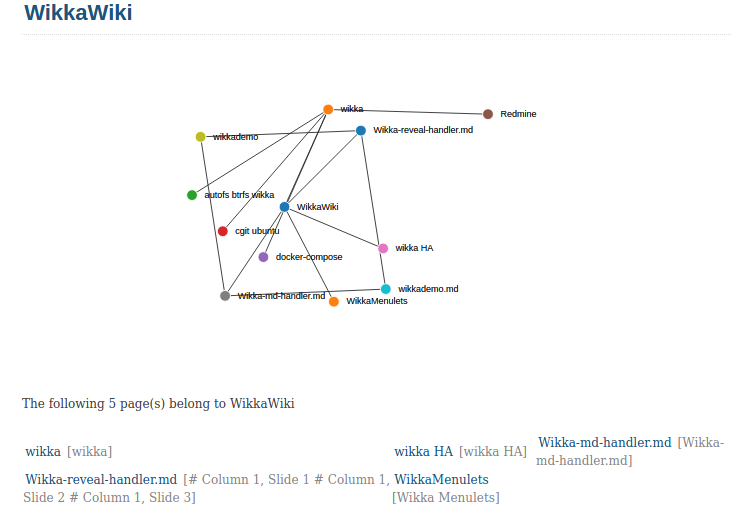 WikkaWiki
wikka
Redmine
Wikka-reveal-handler.md
wikkademo
autofs btrfs wikka
WikkaWiki
cgit ubuntu
wikka HA
docker-compose
wikkademo.md
Wikka-md-handler.md
WikkaMenulets
The following 5 page(s) belong to WikkaWiki
wikka [wikka]
wikka HA [wikka HA]
Wikka-md-handler.md [Wikka-
md-handler.md]
Wikka-reveal-handler.md [# Column 1, Slide 1 # Column 1,
Slide 2 # Column 1, Slide 3]
WikkaMenulets
[Wikka Menulets]